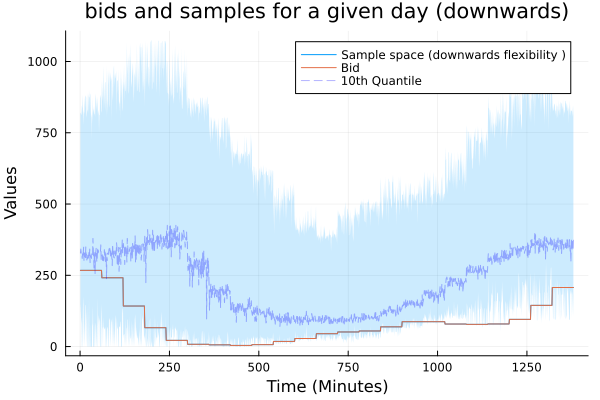 bids and samples for a given day (downwards)
Sample space (downwards flexibility )
Bid
10th Quantile
Values
1000
750
500
250
0
0 250 500 750 1000 1250
Time (Minutes)